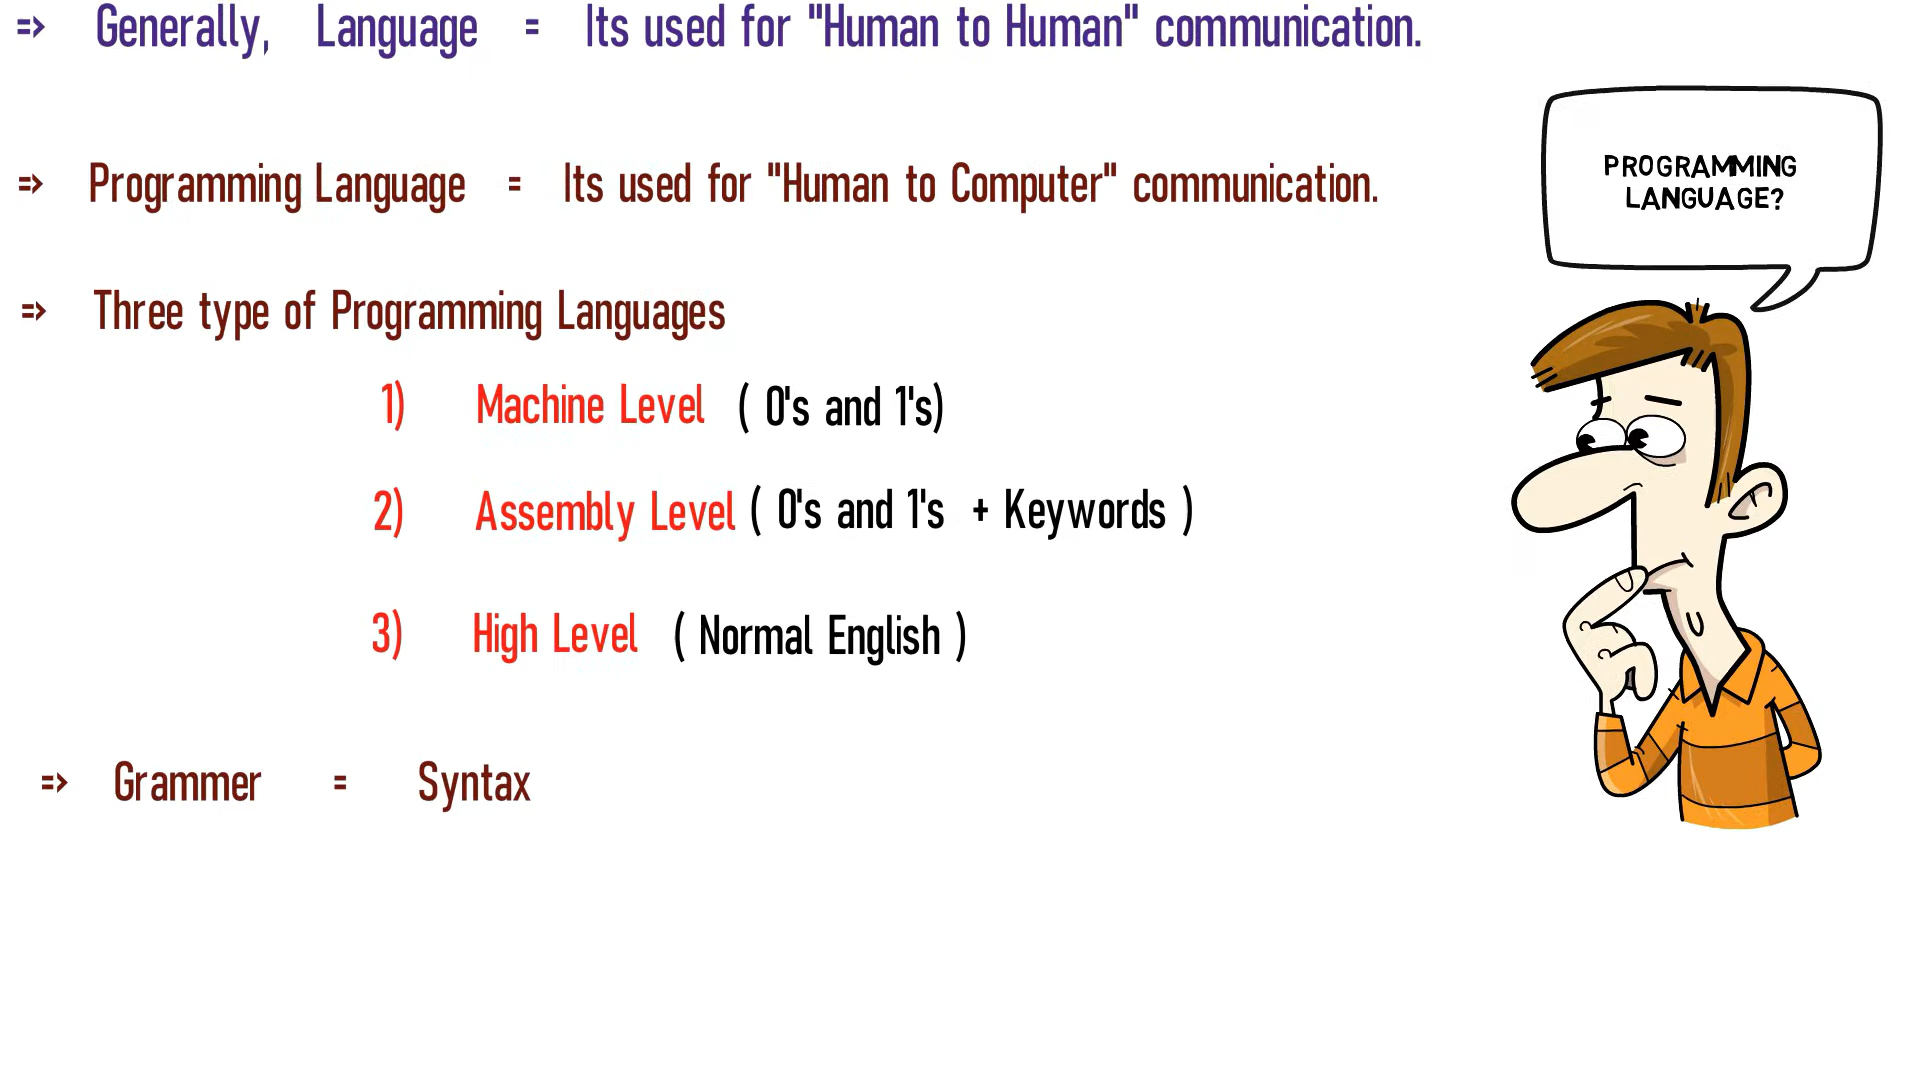 => Generally, Language = Its used for "Human to Human" communication.
=> Programming Language = Its used for "Human to Computer" communication.
=> Three type of Programming Languages
1) Machine Level ( 0's and 1's)
2) Assembly Level ( 0's and 1's + Keywords )
3) High Level ( Normal English )
=> Grammer = Syntax
PROGRAMMING
LANGUAGE?